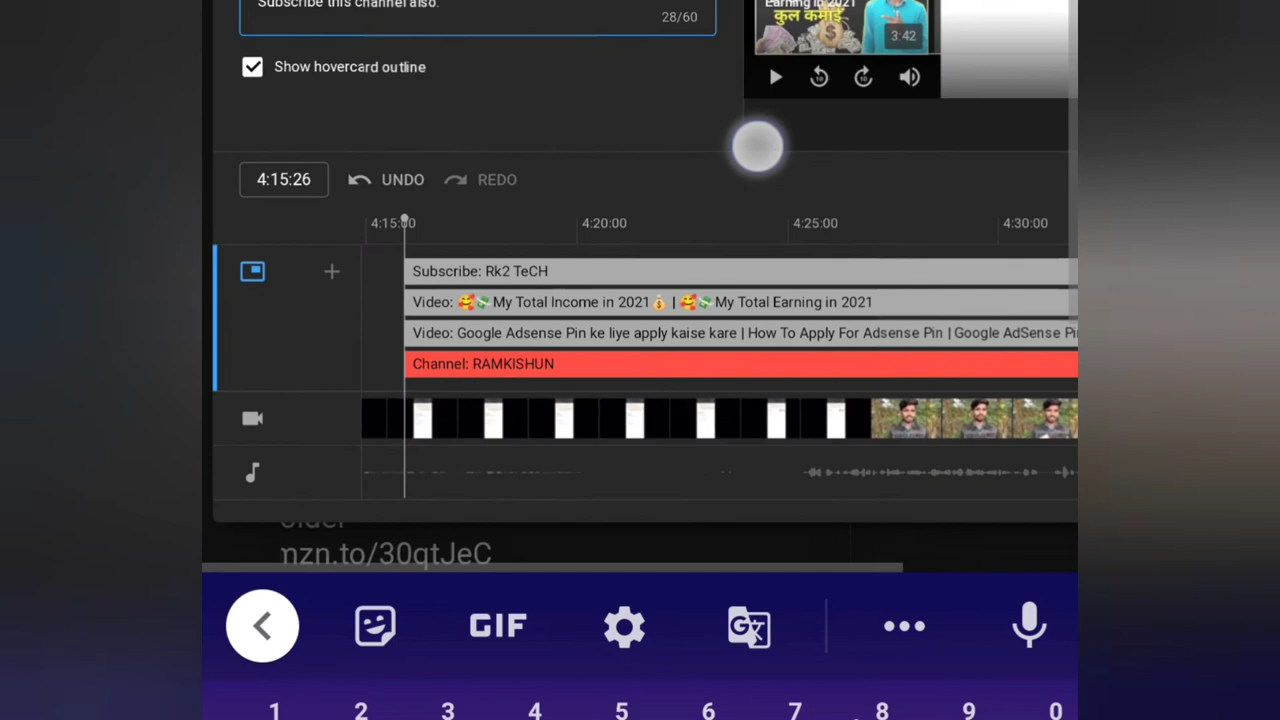 Subscribe this channel also.
28/60
Earning in 2021
कुल कमाई
3:42
Show hovercard outline
10
10
4:15:26
UNDO
REDO
4:15:00
4:20:00
4:25:00
4:30:00
Subscribe: Rk2 TeCH
Video: 🥰💸My Total Income in 2021💰 | 🥰💸My Total Earning in 2021
Video: Google Adsense Pin ke liye apply kaise kare | How To Apply For Adsense Pin | Google AdSense Pi
Channel: RAMKISHUN
older
mzn.to/30qtJeC
GIF
G
1 2 3 4 5 6 7 8 9 0